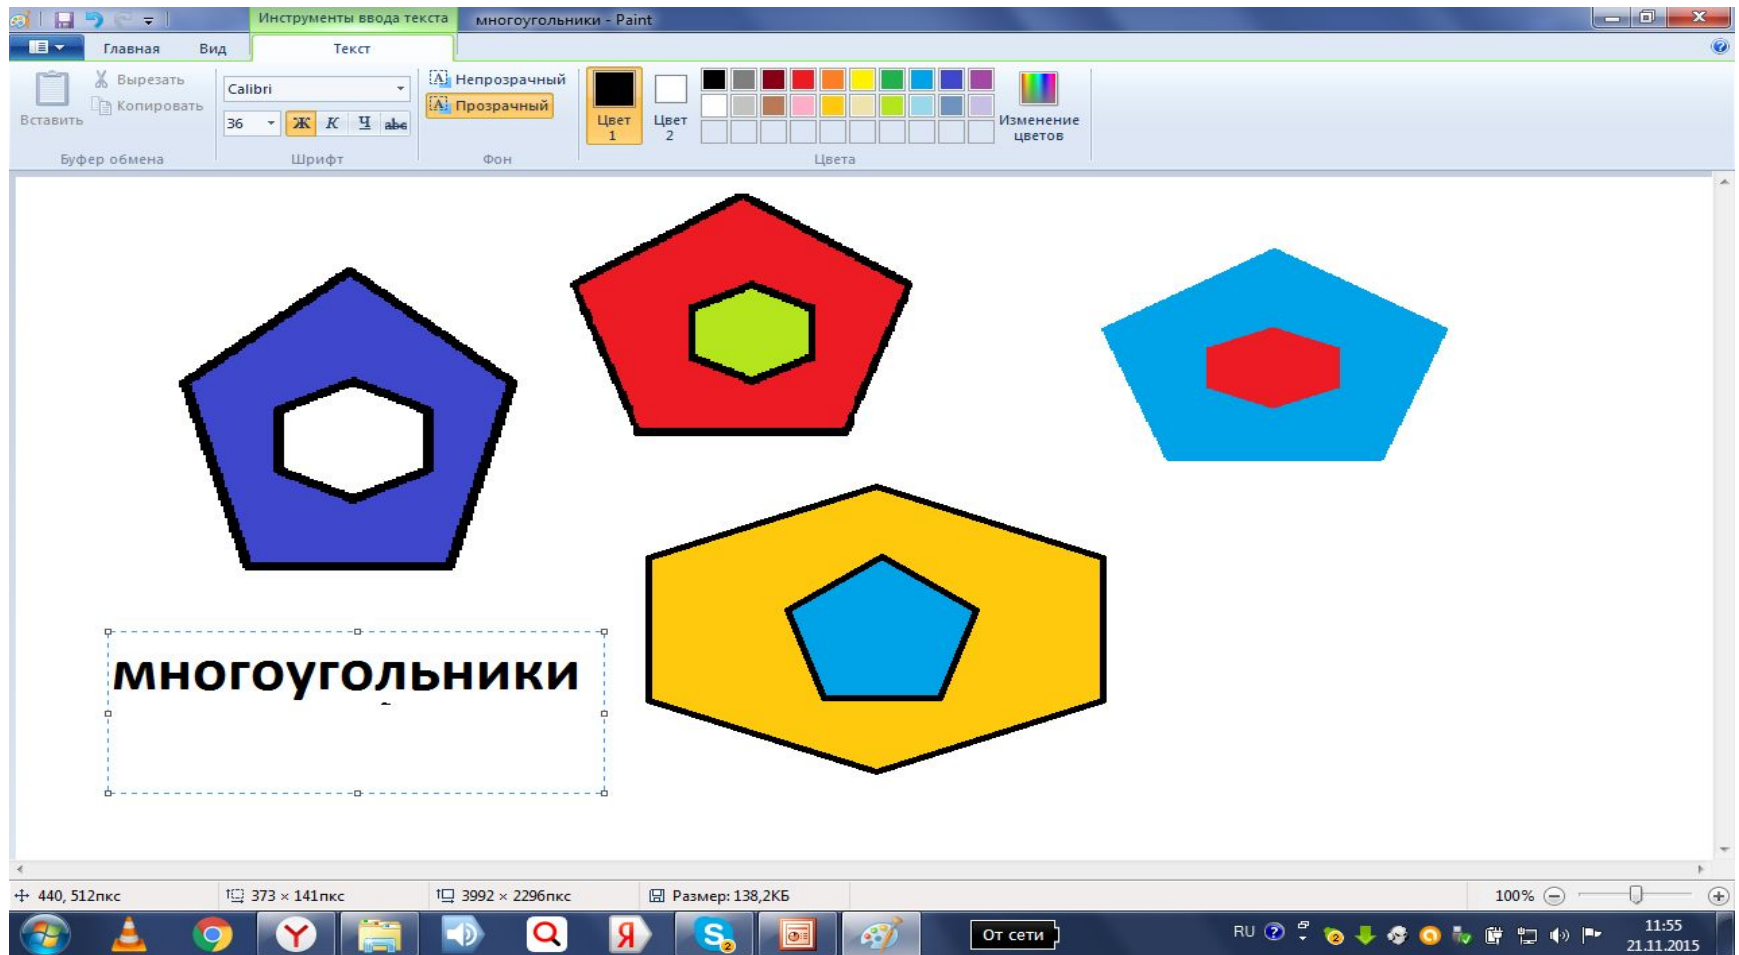 Инструменты ввода текста многоугольники - Paint
Главная Вид Текст
Вставить
Вырезать
Копировать
Буфер обмена
Calibri
36 Ж К Ч abc
Шрифт
Непрозрачный
Прозрачный
Фон
Цвет 1
Цвет 2
Изменение цветов
Цвета
многоугольники
440, 512пкс 373 × 141пкс 3992 × 2296пкс Размер: 138,2КБ 100%
От сети RU 11:55
21.11.2015